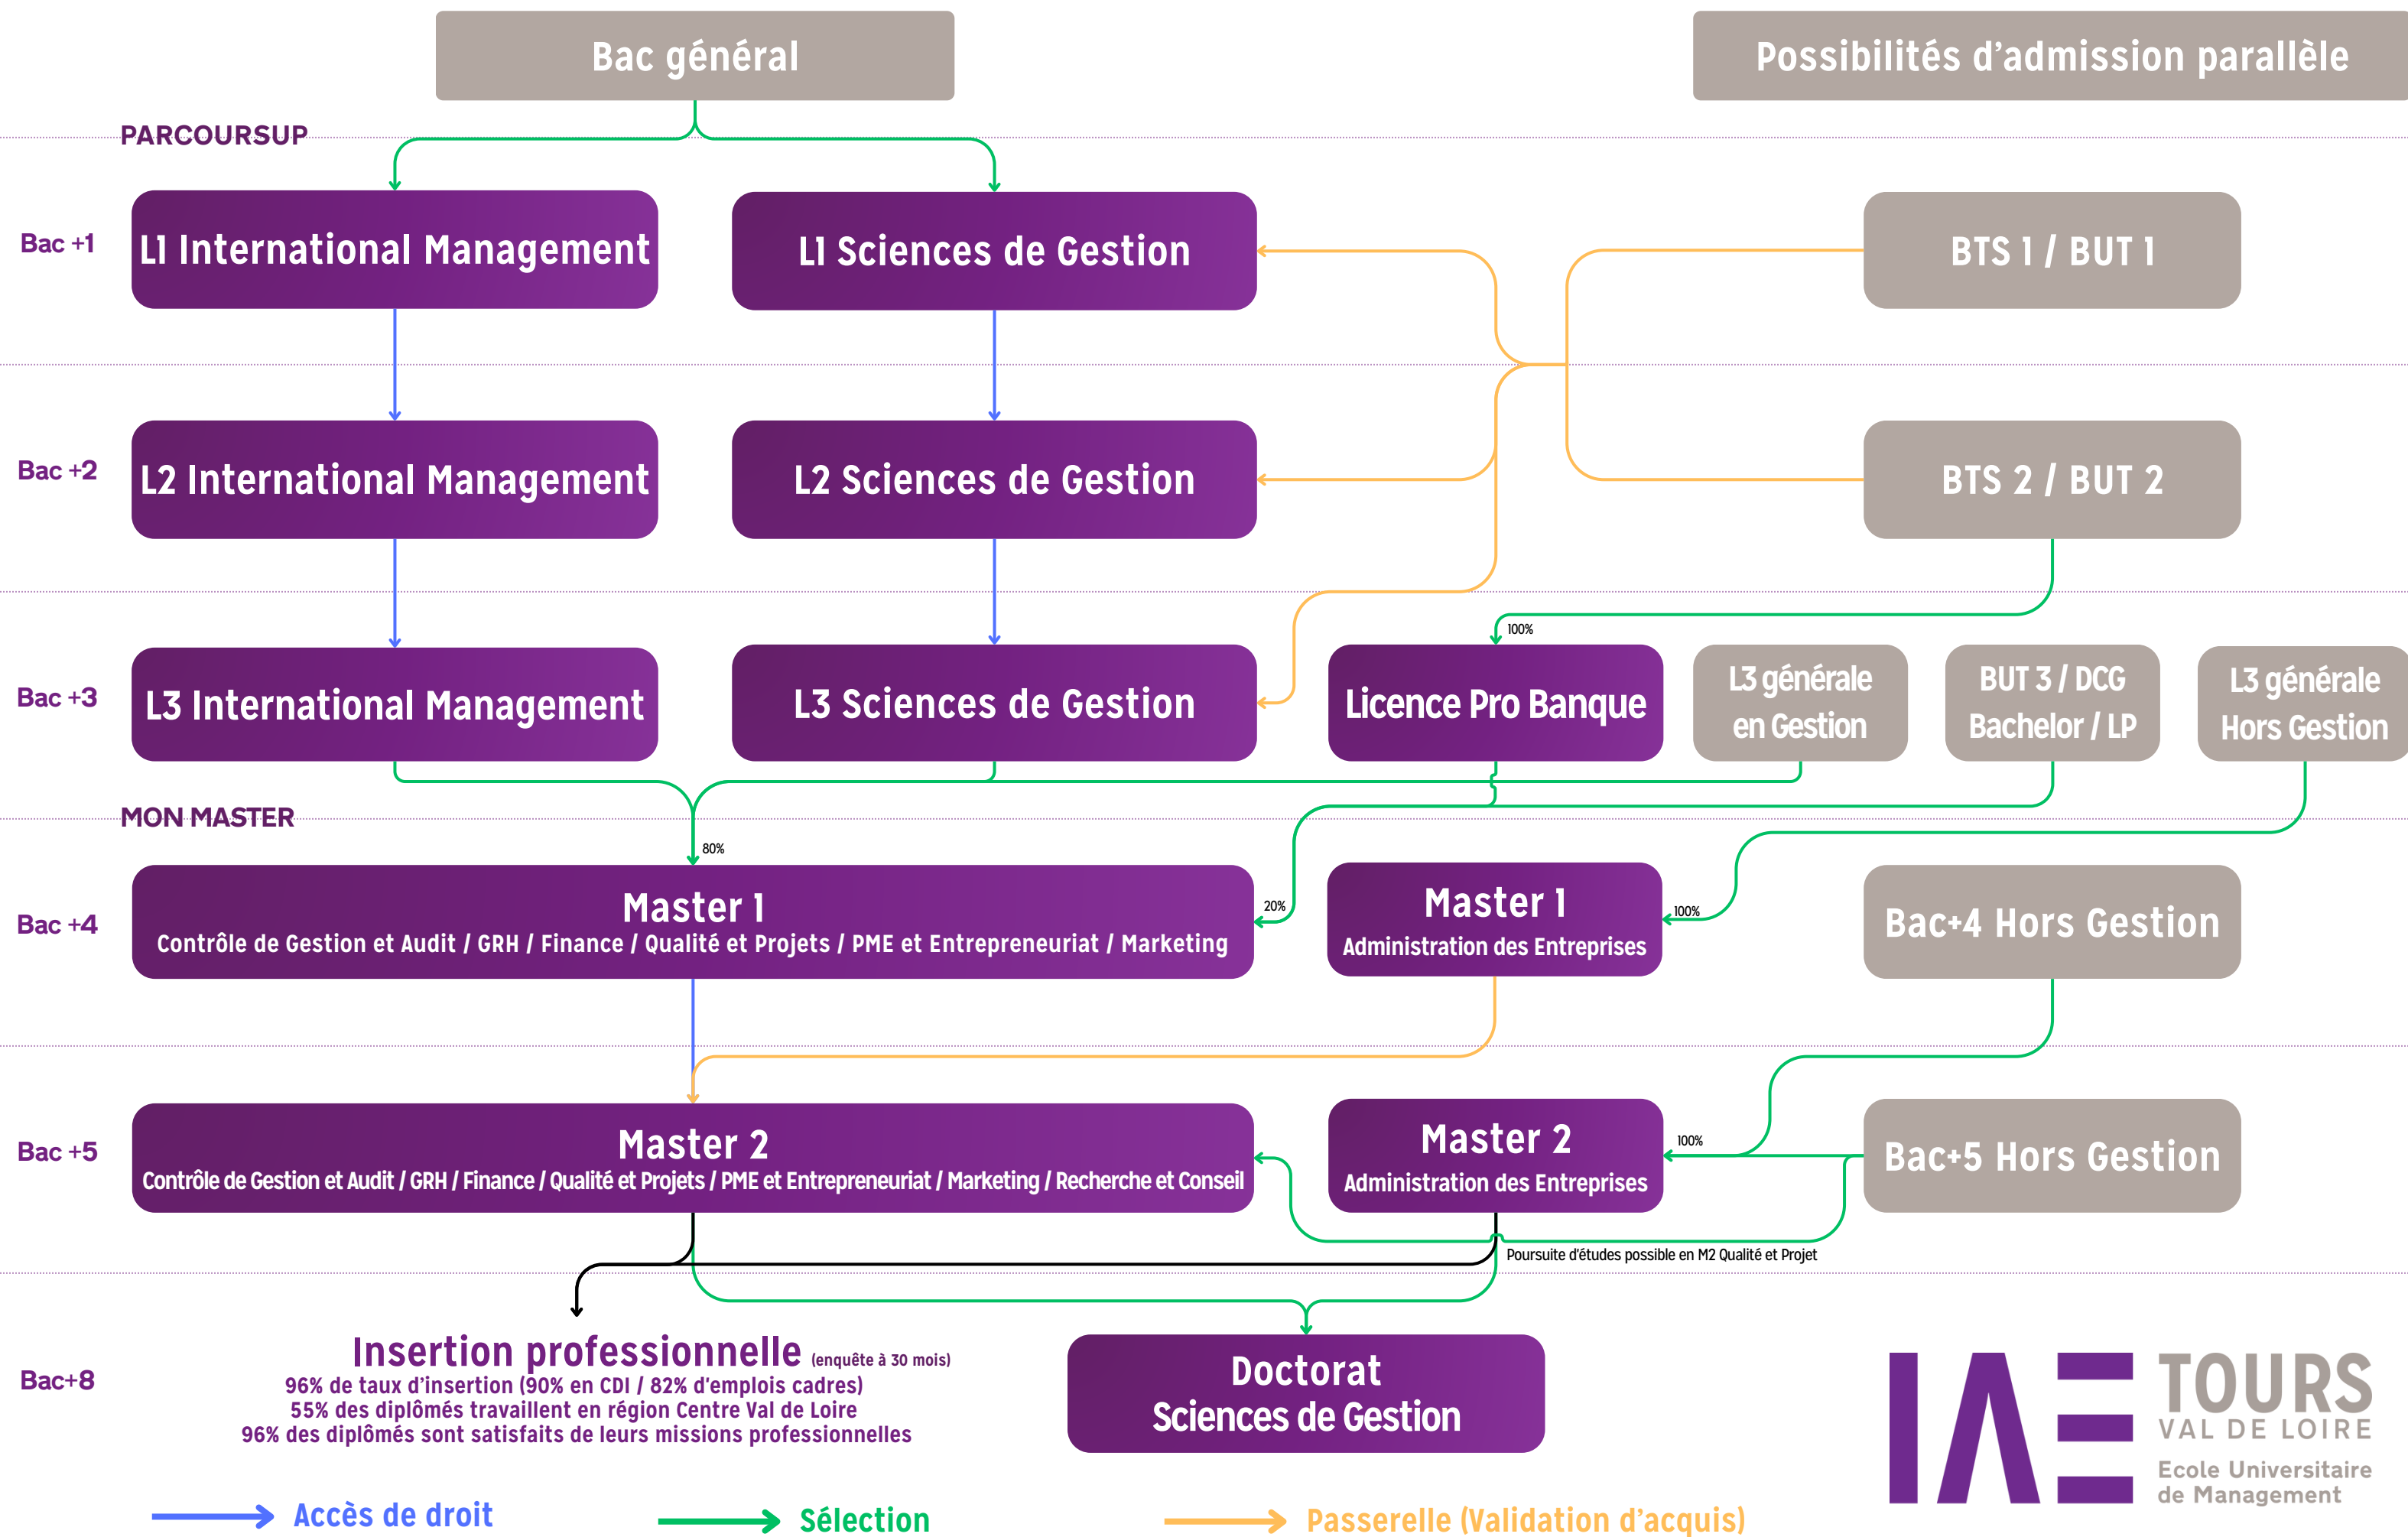 Bac général
Possibilités d’admission parallèle
PARCOURSUP
Bac +1
L1 International Management
L1 Sciences de Gestion
BTS 1 / BUT 1
Bac +2
L2 International Management
L2 Sciences de Gestion
BTS 2 / BUT 2
100%
Bac +3
L3 International Management
L3 Sciences de Gestion
Licence Pro Banque
L3 générale
en Gestion
BUT 3 / DCG
Bachelor / LP
L3 générale
Hors Gestion
MON MASTER
80%
Bac +4
Master 1
Contrôle de Gestion et Audit / GRH / Finance / Qualité et Projets / PME et Entrepreneuriat / Marketing
20%
Master 1
Administration des Entreprises
100%
Bac+4 Hors Gestion
Bac +5
Master 2
Contrôle de Gestion et Audit / GRH / Finance / Qualité et Projets / PME et Entrepreneuriat / Marketing / Recherche et Conseil
Master 2
Administration des Entreprises
100%
Bac+5 Hors Gestion
Poursuite d’études possible en M2 Qualité et Projet
Bac+8
Insertion professionnelle (enquête à 30 mois)
96% de taux d’insertion (90% en CDI / 82% d’emplois cadres)
55% des diplômés travaillent en région Centre Val de Loire
96% des diplômés sont satisfaits de leurs missions professionnelles
Doctorat
Sciences de Gestion
IAE
TOURS
VAL DE LOIRE
Ecole Universitaire
de Management
Accès de droit
Sélection
Passerelle (Validation d’acquis)